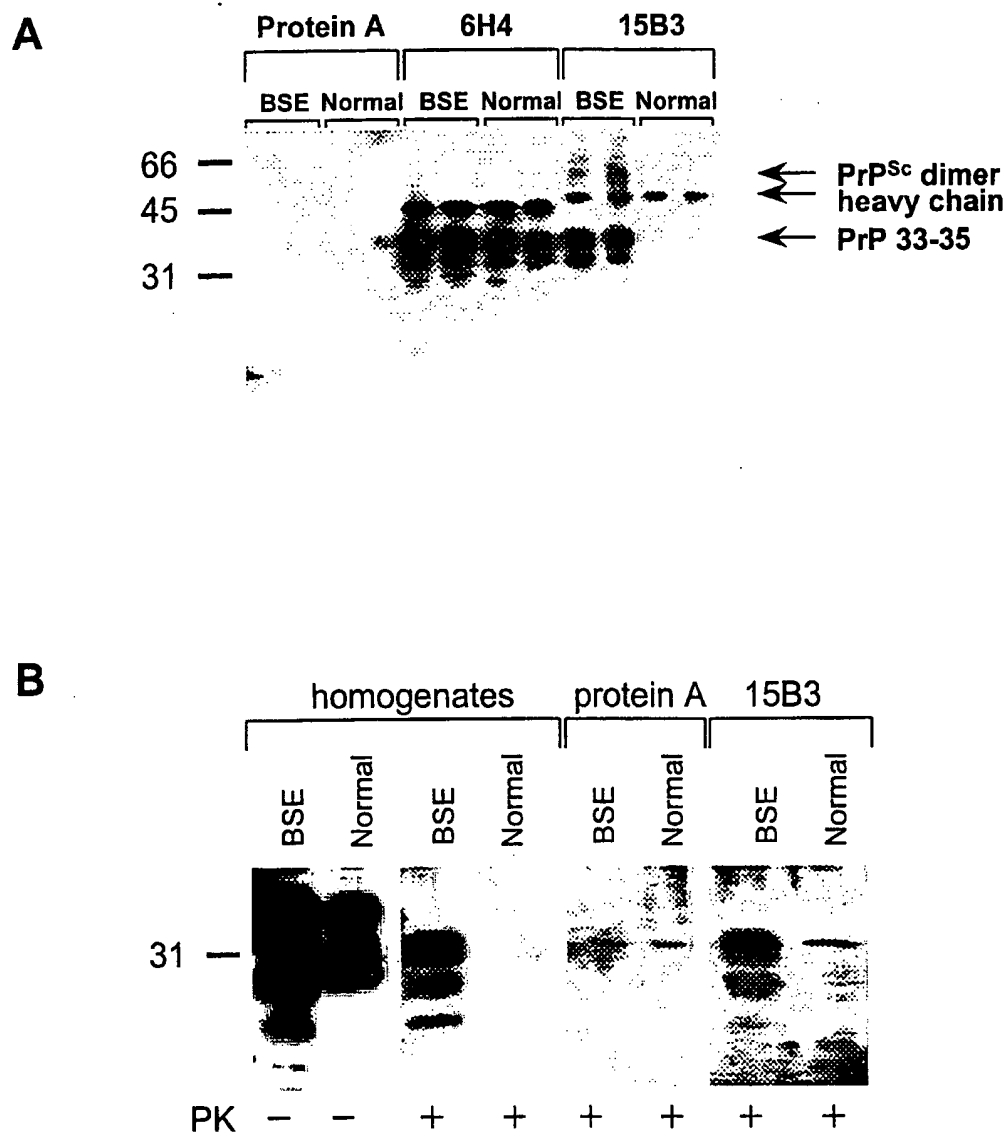 A
Protein A 6H4 15B3
BSE Normal BSE Normal BSE Normal
66
45
31
PrPSc dimer
heavy chain
PrP 33-35
B
homogenates protein A 15B3
BSE Normal BSE Normal BSE Normal BSE Normal
31
PK − − + + + + + +